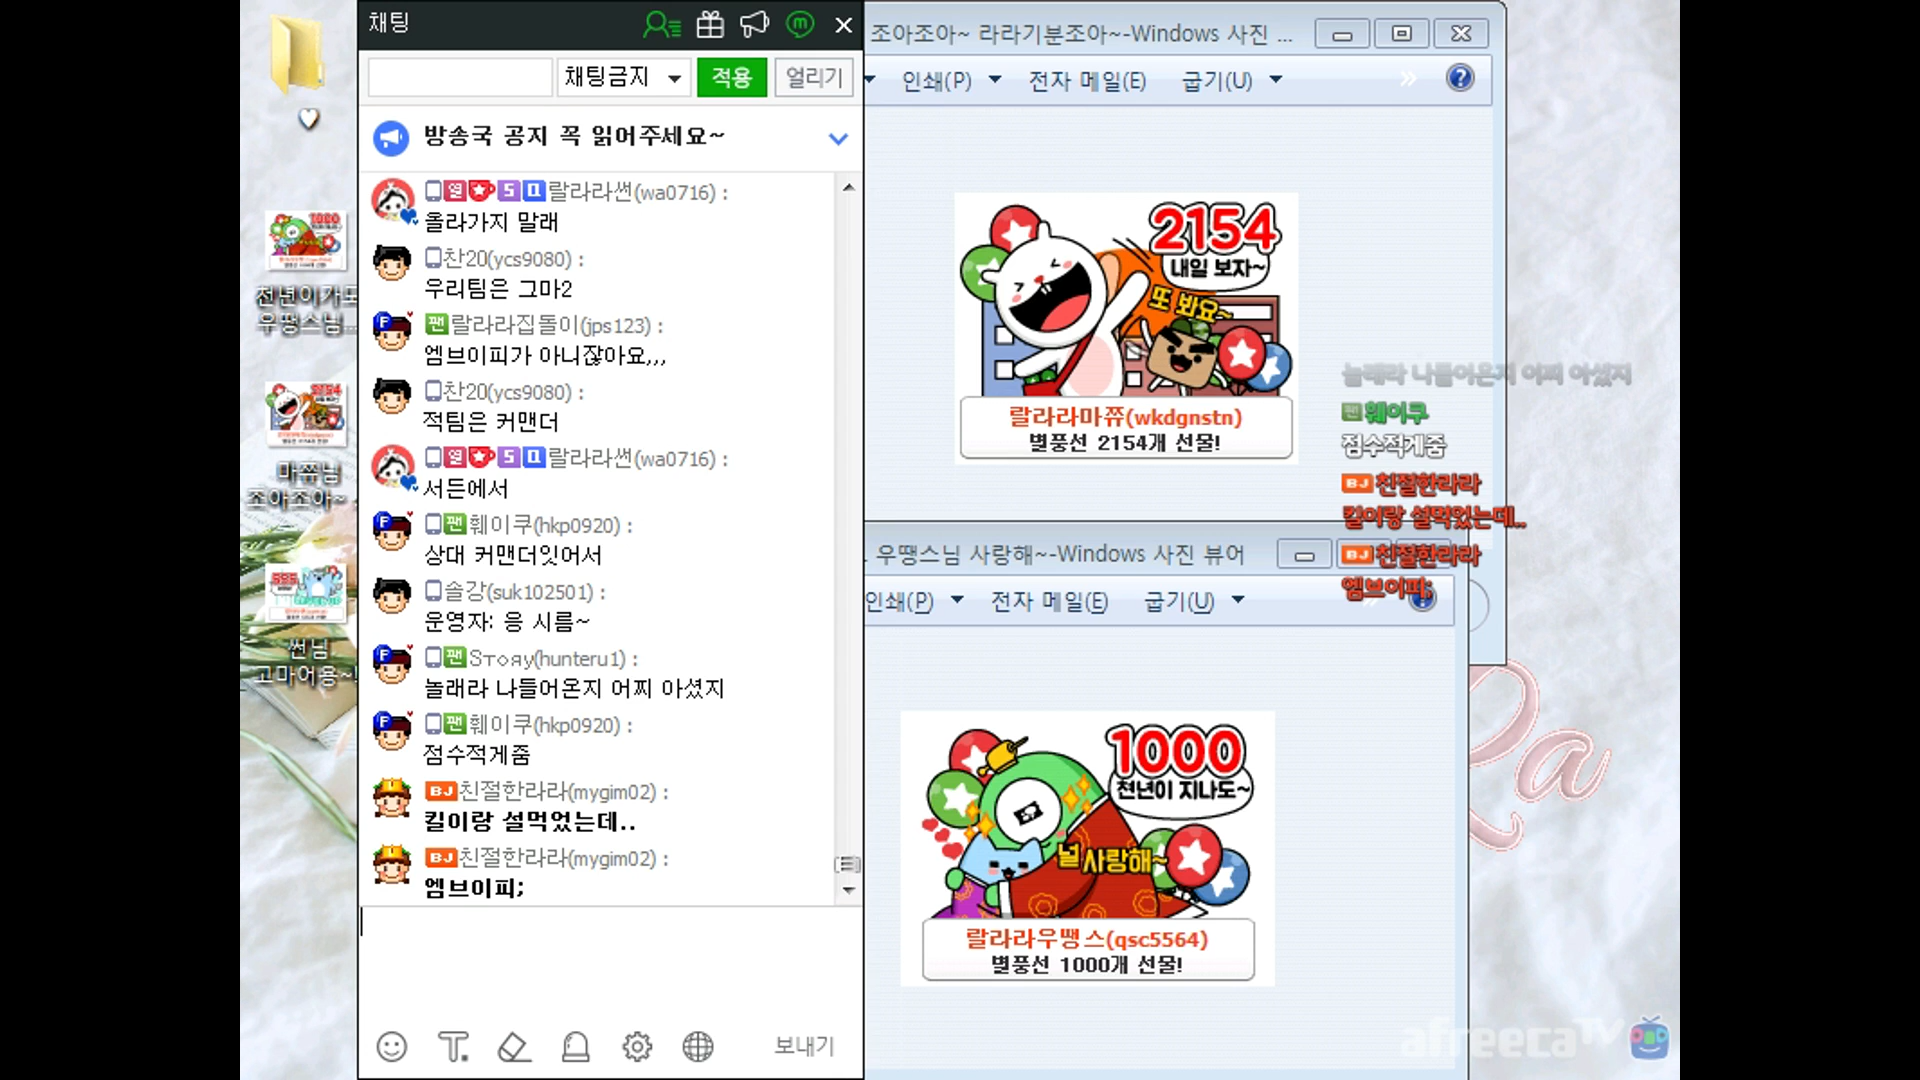 채팅
채팅금지
적용
얼리기
방송국 공지 꼭 읽어주세요~
열 5 랄라라썬(wa0716) :
올라가지 말래
찬20(ycs9080) :
우리팀은 그마2
팬 랄라라집돌이(jps123) :
엠브이피가 아니잖아요,,,
찬20(ycs9080) :
적팀은 커맨더
열 5 랄라라썬(wa0716) :
서든에서
팬 훼이쿠(hkp0920) :
상대 커맨더잇어서
솔강(suk102501) :
운영자: 응 시름~
팬 Sтoяy(hunteru1) :
놀래라 나들어온지 어찌 아셨지
팬 훼이쿠(hkp0920) :
점수적게줌
BJ 친절한라라(mygim02) :
킬이랑 설먹었는데..
BJ 친절한라라(mygim02) :
엠브이피;
보내기
조아조아~ 라라기분조아~-Windows 사진 ...
인쇄(P)
전자 메일(E)
굽기(U)
2154
내일 보자~
또 봐요~
랄라라마쮸(wkdgnstn)
별풍선 2154개 선물!
우땡스님 사랑해~-Windows 사진 뷰어
인쇄(P)
전자 메일(E)
굽기(U)
1000
천년이 지나도~
널 사랑해~
랄라라우땡스(qsc5564)
별풍선 1000개 선물!
놀래라 나들어온지 어찌 아셨지
팬 훼이쿠
점수적게줌
BJ 친절한라라
킬이랑 설먹었는데..
BJ 친절한라라
엠브이피;
천년이가도
우땡스님...
마쮸님
조아조아~
썬님
고마어용~!
Ra
afreecaTV